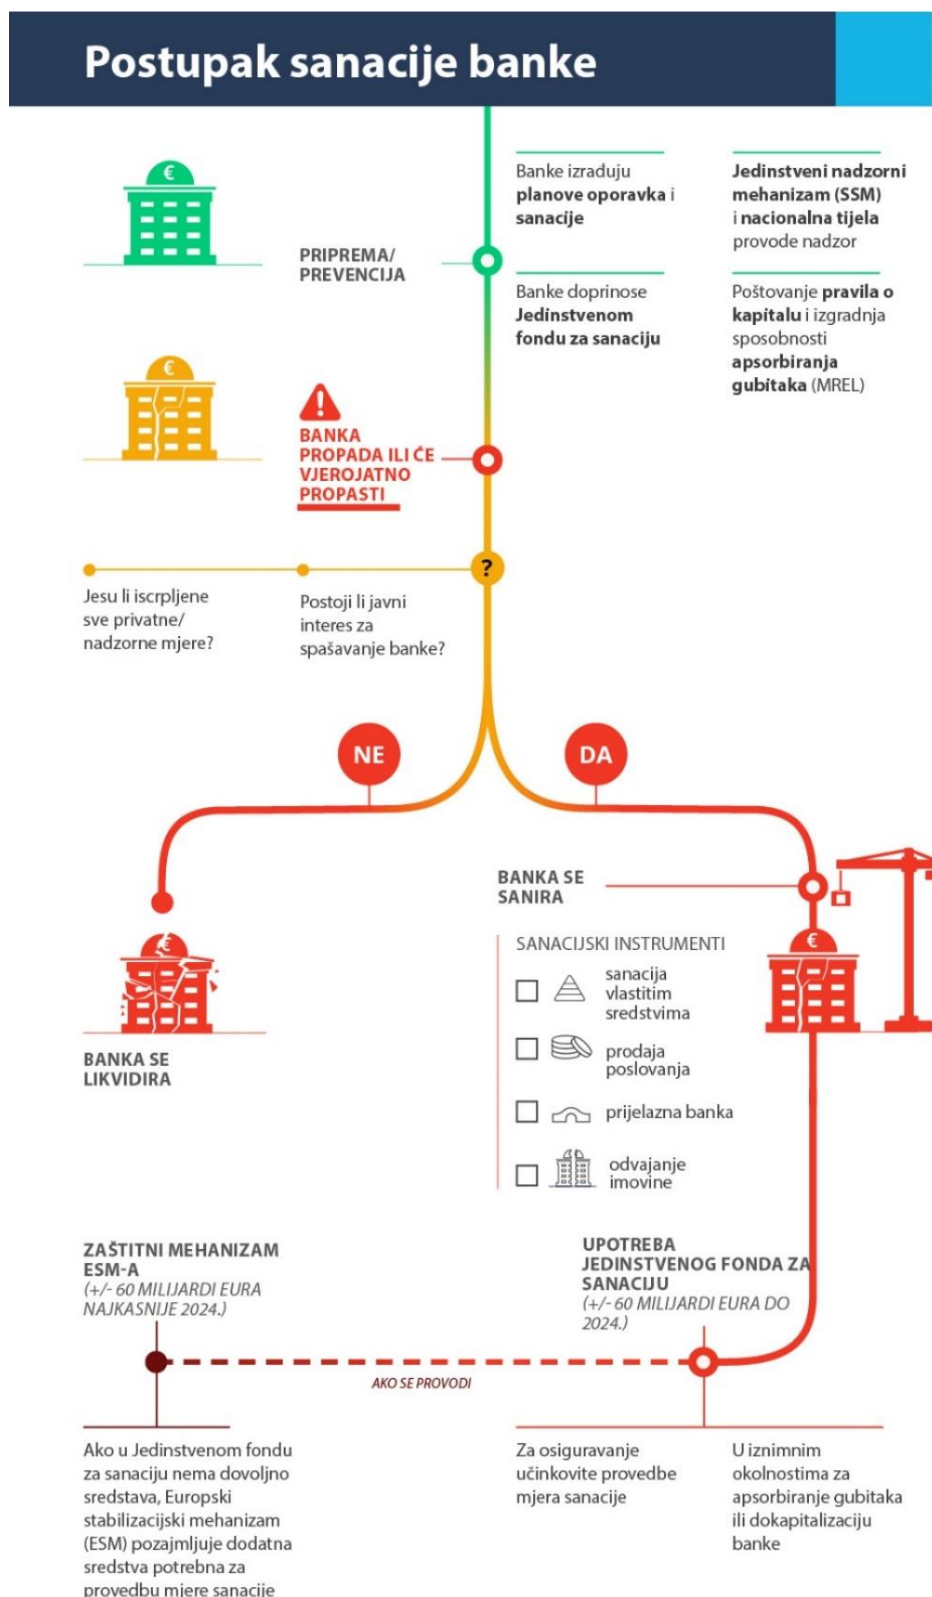 Postupak sanacije banke
€
PRIPREMA/
PREVENCIJA
Banke izrađuju
planove oporavka i
sanacije
Jedinstveni nadzorni
mehanizam (SSM)
i nacionalna tijela
provode nadzor
Banke doprinose
Jedinstvenom
fondu za sanaciju
Poštovanje pravila o
kapitalu i izgradnja
sposobnosti
apsorbiranja
gubitaka (MREL)
€
!
BANKA
PROPADA ILI ĆE
VJEROJATNO
PROPASTI
?
Jesu li iscrpljene
sve privatne/
nadzorne mjere?
Postoji li javni
interes za
spašavanje banke?
NE
DA
€
BANKA SE
LIKVIDIRA
BANKA SE
SANIRA
€
SANACIJSKI INSTRUMENTI
sanacija
vlastitim
sredstvima
prodaja
poslovanja
prijelazna banka
odvajanje
imovine
ZAŠTITNI MEHANIZAM
ESM-A
(+/- 60 MILIJARDI EURA
NAJKASNIJE 2024.)
UPOTREBA
JEDINSTVENOG FONDA ZA
SANACIJU
(+/- 60 MILIJARDI EURA DO
2024.)
AKO SE PROVODI
Ako u Jedinstvenom fondu
za sanaciju nema dovoljno
sredstava, Europski
stabilizacijski mehanizam
(ESM) pozajmljuje dodatna
sredstva potrebna za
provedbu mjere sanacije
Za osiguravanje
učinkovite provedbe
mjera sanacije
U iznimnim
okolnostima za
apsorbiranje gubitaka
ili dokapitalizaciju
banke